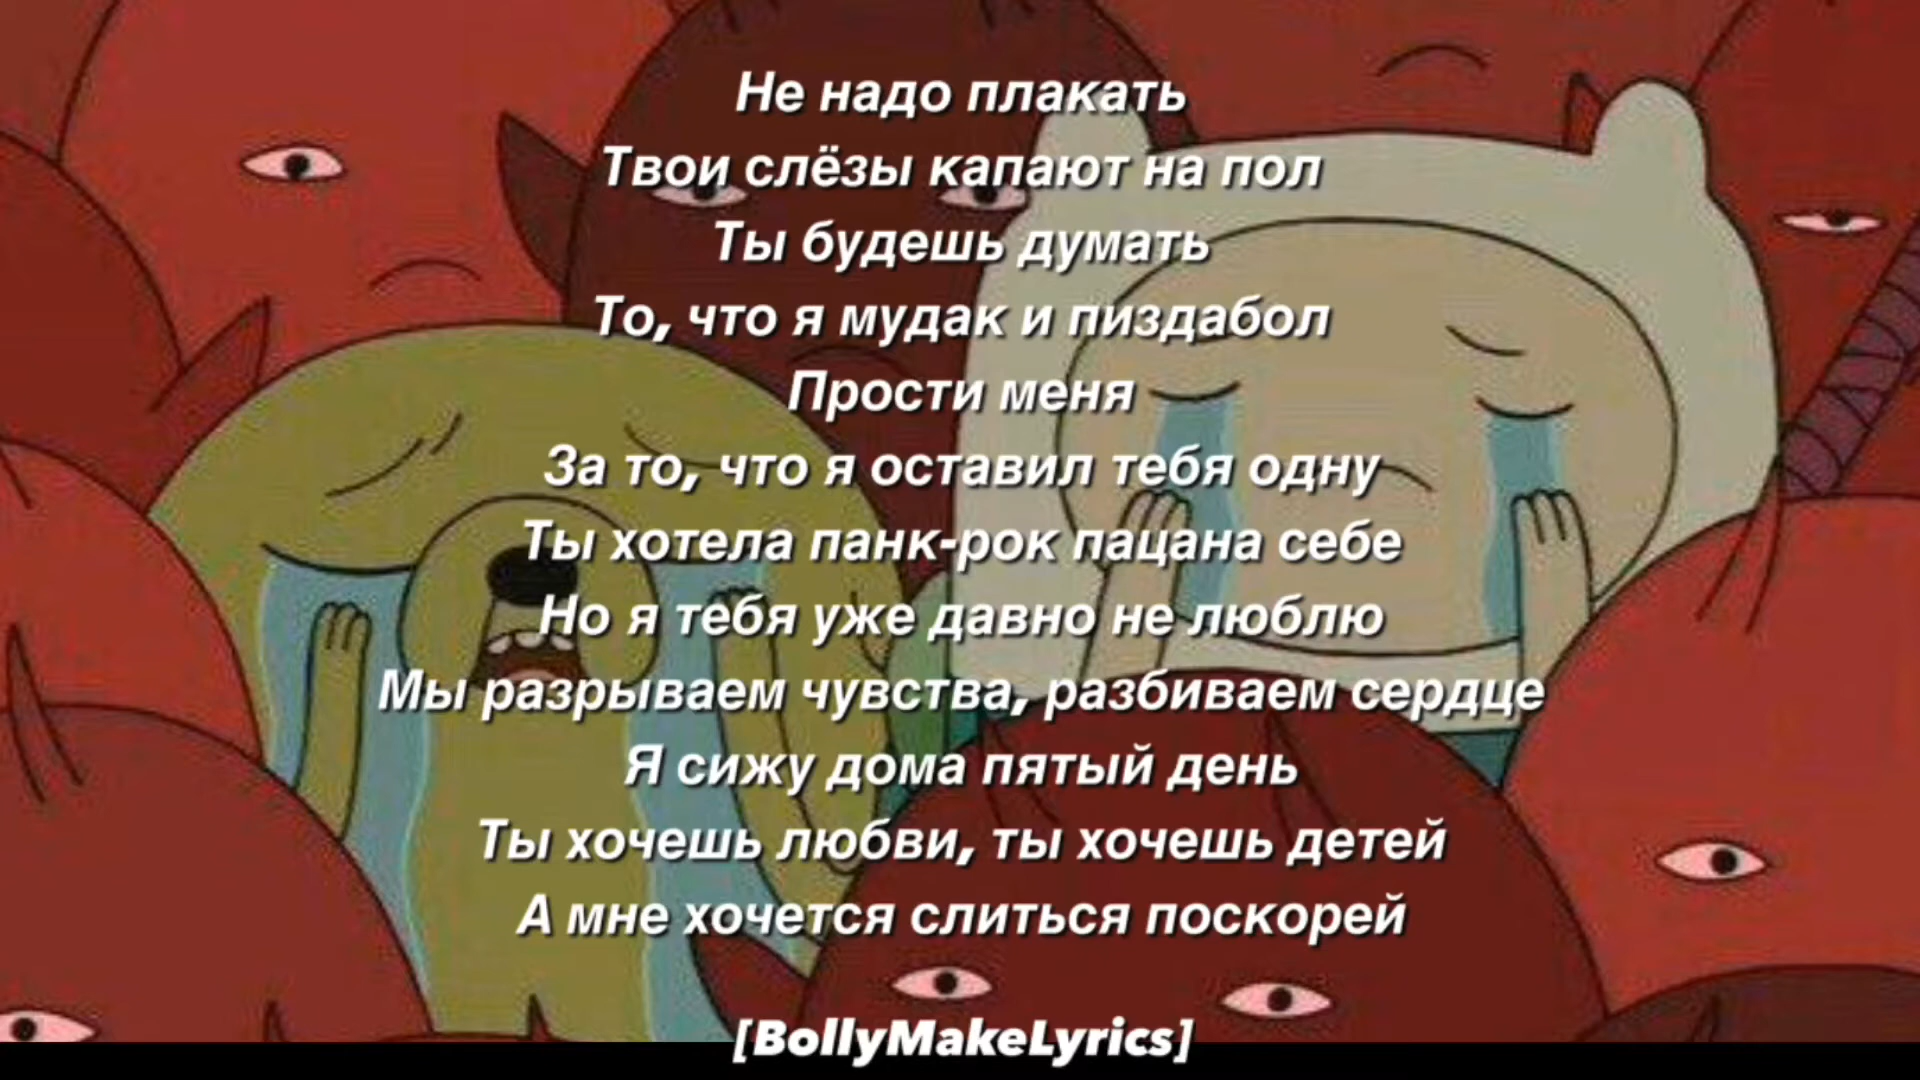 Не надо плакать
Твои слёзы капают на пол
Ты будешь думать
То, что я мудак и пиздабол
Прости меня
За то, что я оставил тебя одну
Ты хотела панк-рок пацана себе
Но я тебя уже давно не люблю
Мы разрываем чувства, разбиваем сердце
Я сижу дома пятый день
Ты хочешь любви, ты хочешь детей
А мне хочется слиться поскорей
[BollyMakeLyrics]